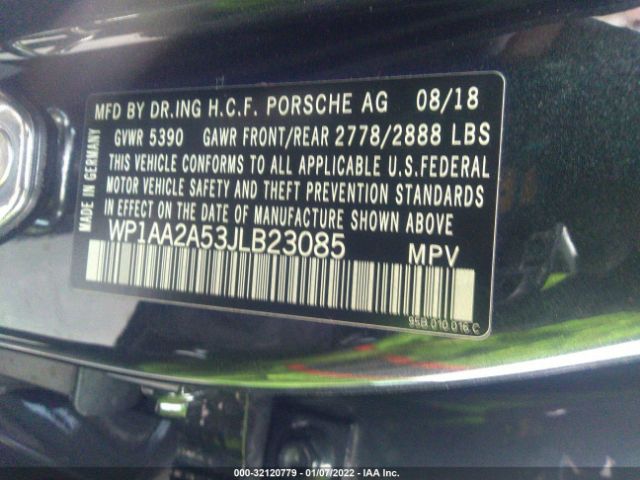 MFD BY DR.ING H.C.F. PORSCHE AG 08/18
GVWR 5390 GAWR FRONT/REAR 2778/2888 LBS
THIS VEHICLE CONFORMS TO ALL APPLICABLE U.S.FEDERAL
MOTOR VEHICLE SAFETY AND THEFT PREVENTION STANDARDS
IN EFFECT ON THE DATE OF MANUFACTURE SHOWN ABOVE.
WP1AA2A53JLB23085 MPV
MADE IN GERMANY
95B 010 016 C
000-32120779 - 01/07/2022 - IAA Inc.